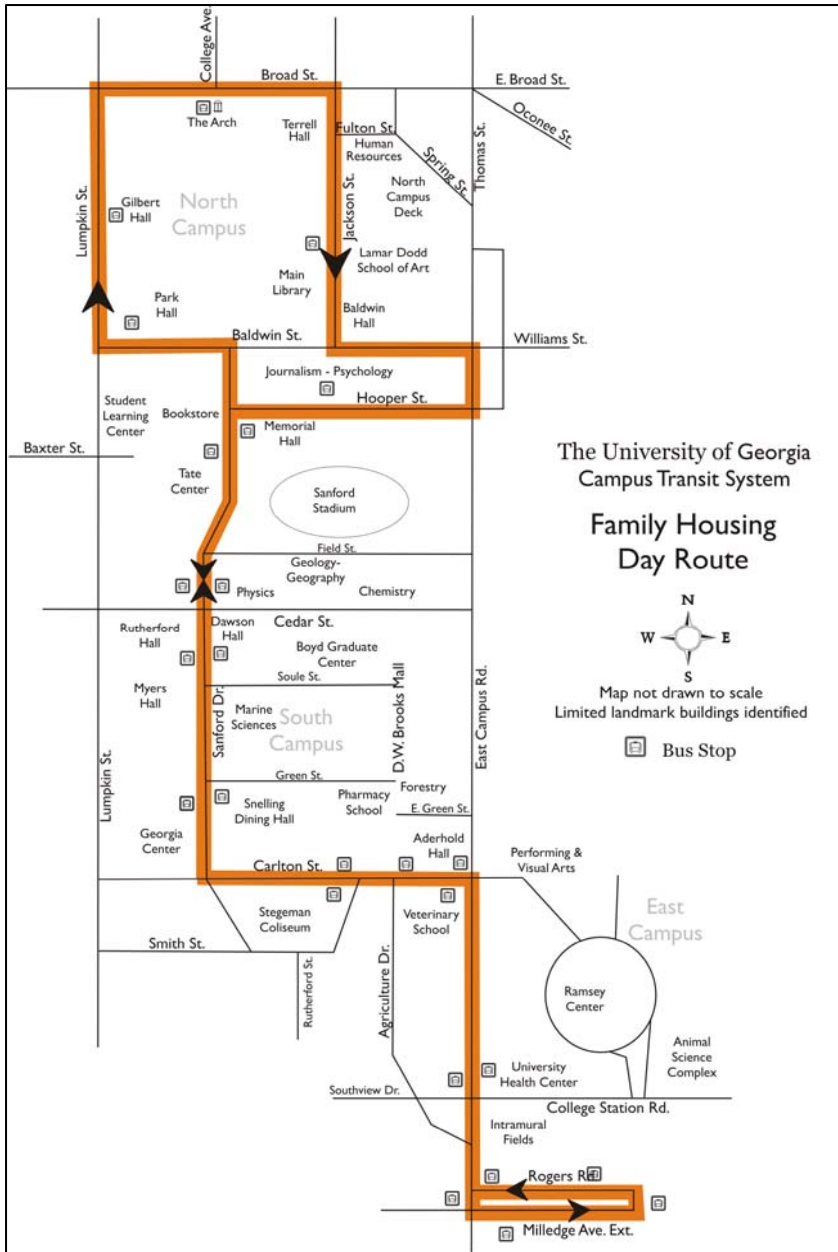 College Ave.
Broad St.
E. Broad St.
The Arch
Terrell
Hall
Fulton St.
Human
Resources
Oconee St.
Spring St.
Thomas St.
North
Campus
Deck
Lumpkin St.
Gilbert
Hall
North
Campus
Jackson St.
Main
Library
Lamar Dodd
School of Art
Park
Hall
Baldwin
Hall
Baldwin St.
Williams St.
Journalism - Psychology
Hooper St.
Student
Learning
Center
Bookstore
Memorial
Hall
Baxter St.
Tate
Center
Sanford
Stadium
The University of Georgia
Campus Transit System
Family Housing
Day Route
N
W
E
S
Map not drawn to scale
Limited landmark buildings identified
Bus Stop
Field St.
Geology-
Geography
Physics
Chemistry
Cedar St.
Rutherford
Hall
Dawson
Hall
Boyd Graduate
Center
Soule St.
Myers
Hall
Sanford Dr.
Marine
Sciences
South
Campus
D.W. Brooks Mall
East Campus Rd.
Lumpkin St.
Green St.
Forestry
Pharmacy
School
E. Green St.
Snelling
Dining Hall
Georgia
Center
Aderhold
Hall
Carlton St.
Performing &
Visual Arts
Stegeman
Coliseum
Veterinary
School
East
Campus
Smith St.
Rutherford St.
Agriculture Dr.
Ramsey
Center
Animal
Science
Complex
University
Health Center
Southview Dr.
College Station Rd.
Intramural
Fields
Rogers Rd.
Milledge Ave. Ext.